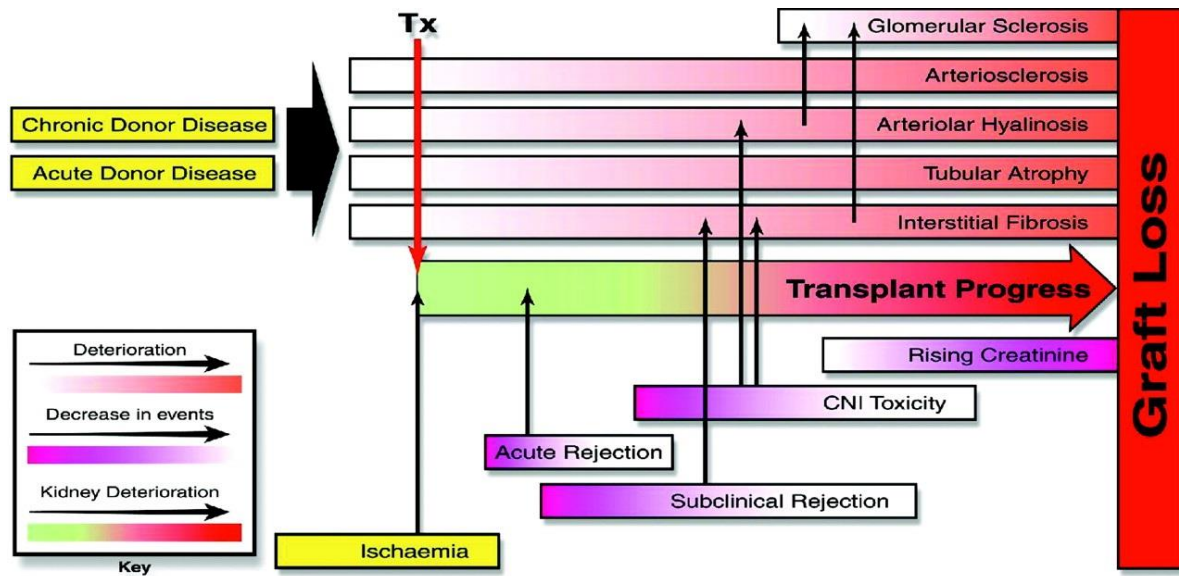 Tx
Glomerular Sclerosis
Arteriosclerosis
Chronic Donor Disease
Arteriolar Hyalinosis
Acute Donor Disease
Tubular Atrophy
Interstitial Fibrosis
Transplant Progress
Graft Loss
Rising Creatinine
CNI Toxicity
Acute Rejection
Subclinical Rejection
Ischaemia
Deterioration
Decrease in events
Kidney Deterioration
Key